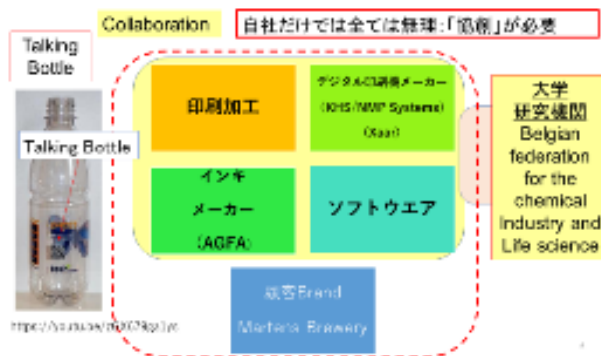 Collaboration
自社だけでは全ては無理:「協創」が必要
Talking
Bottle
Talking Bottle
印刷加工
デジタル印刷機メーカー
(KHS/NMP Systems)
(Xaar)
インキ
メーカー
(AGFA)
ソフトウエア
大学
研究機関
Belgian
federation
for the
chemical
Industry and
Life science
顧客Brand
Martens Brewery